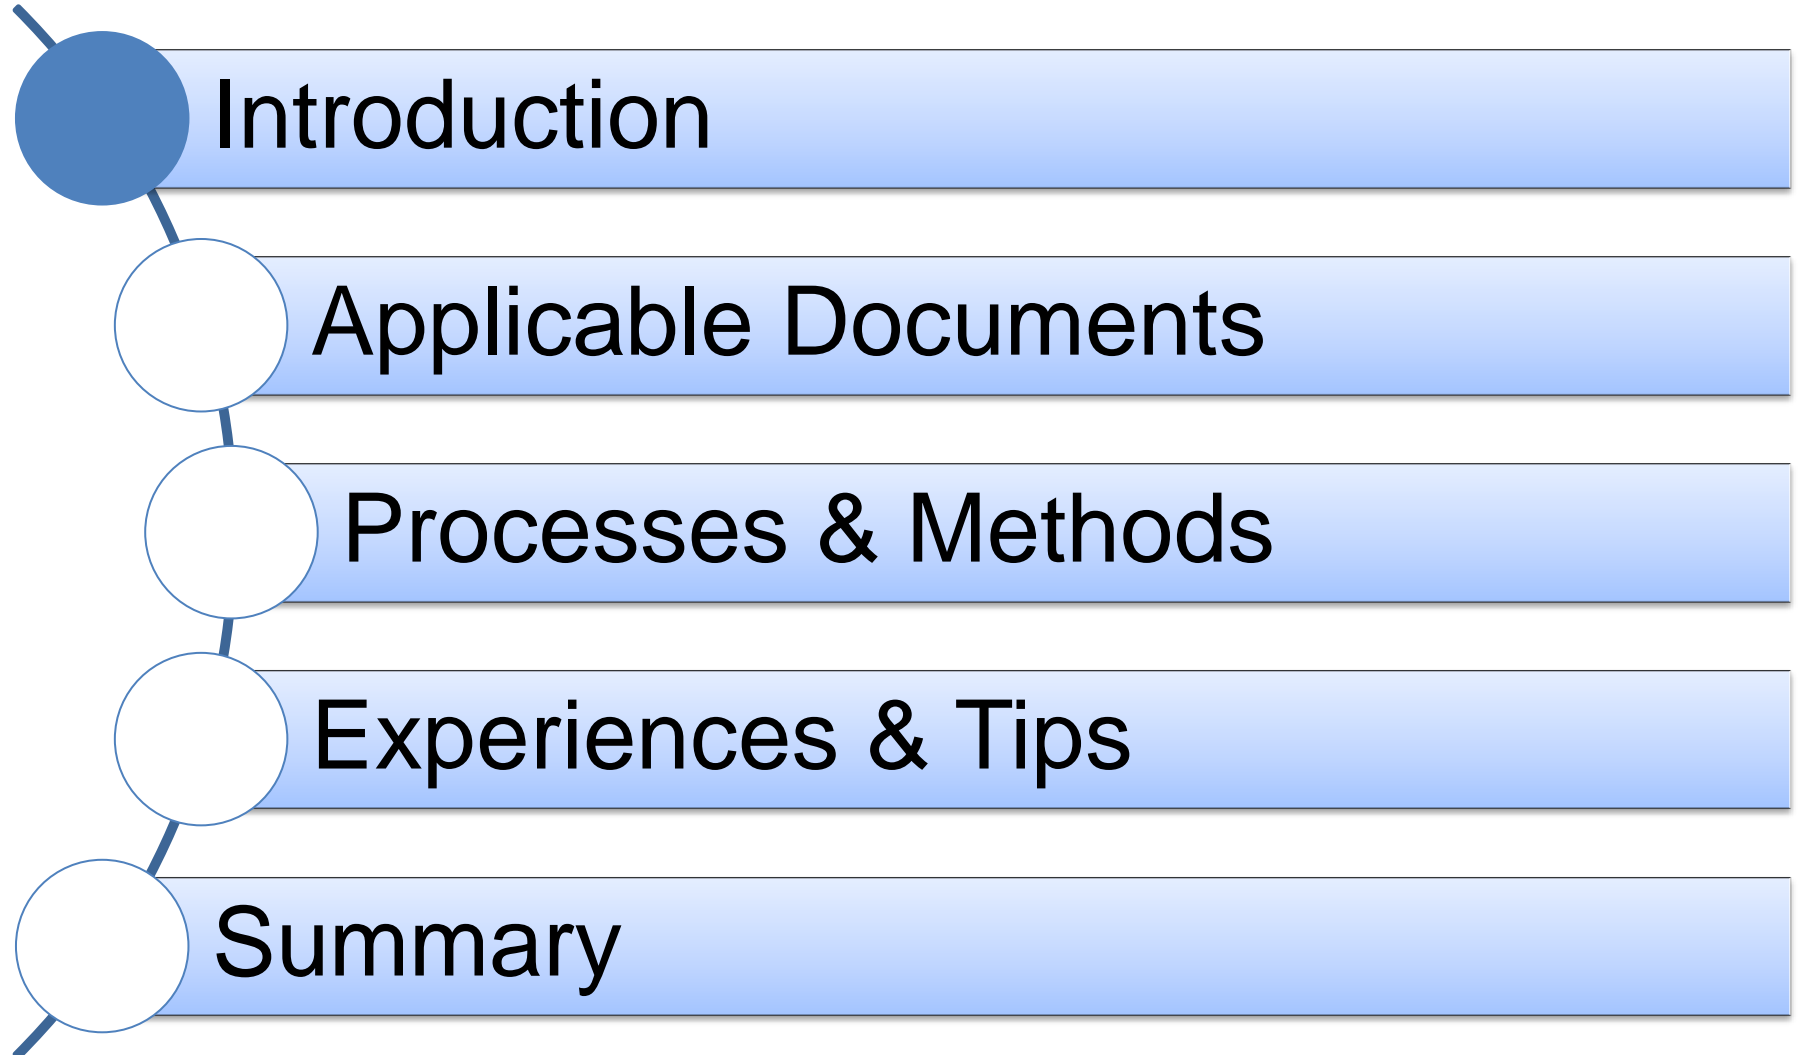 Introduction
Applicable Documents
Processes & Methods
Experiences & Tips
Summary